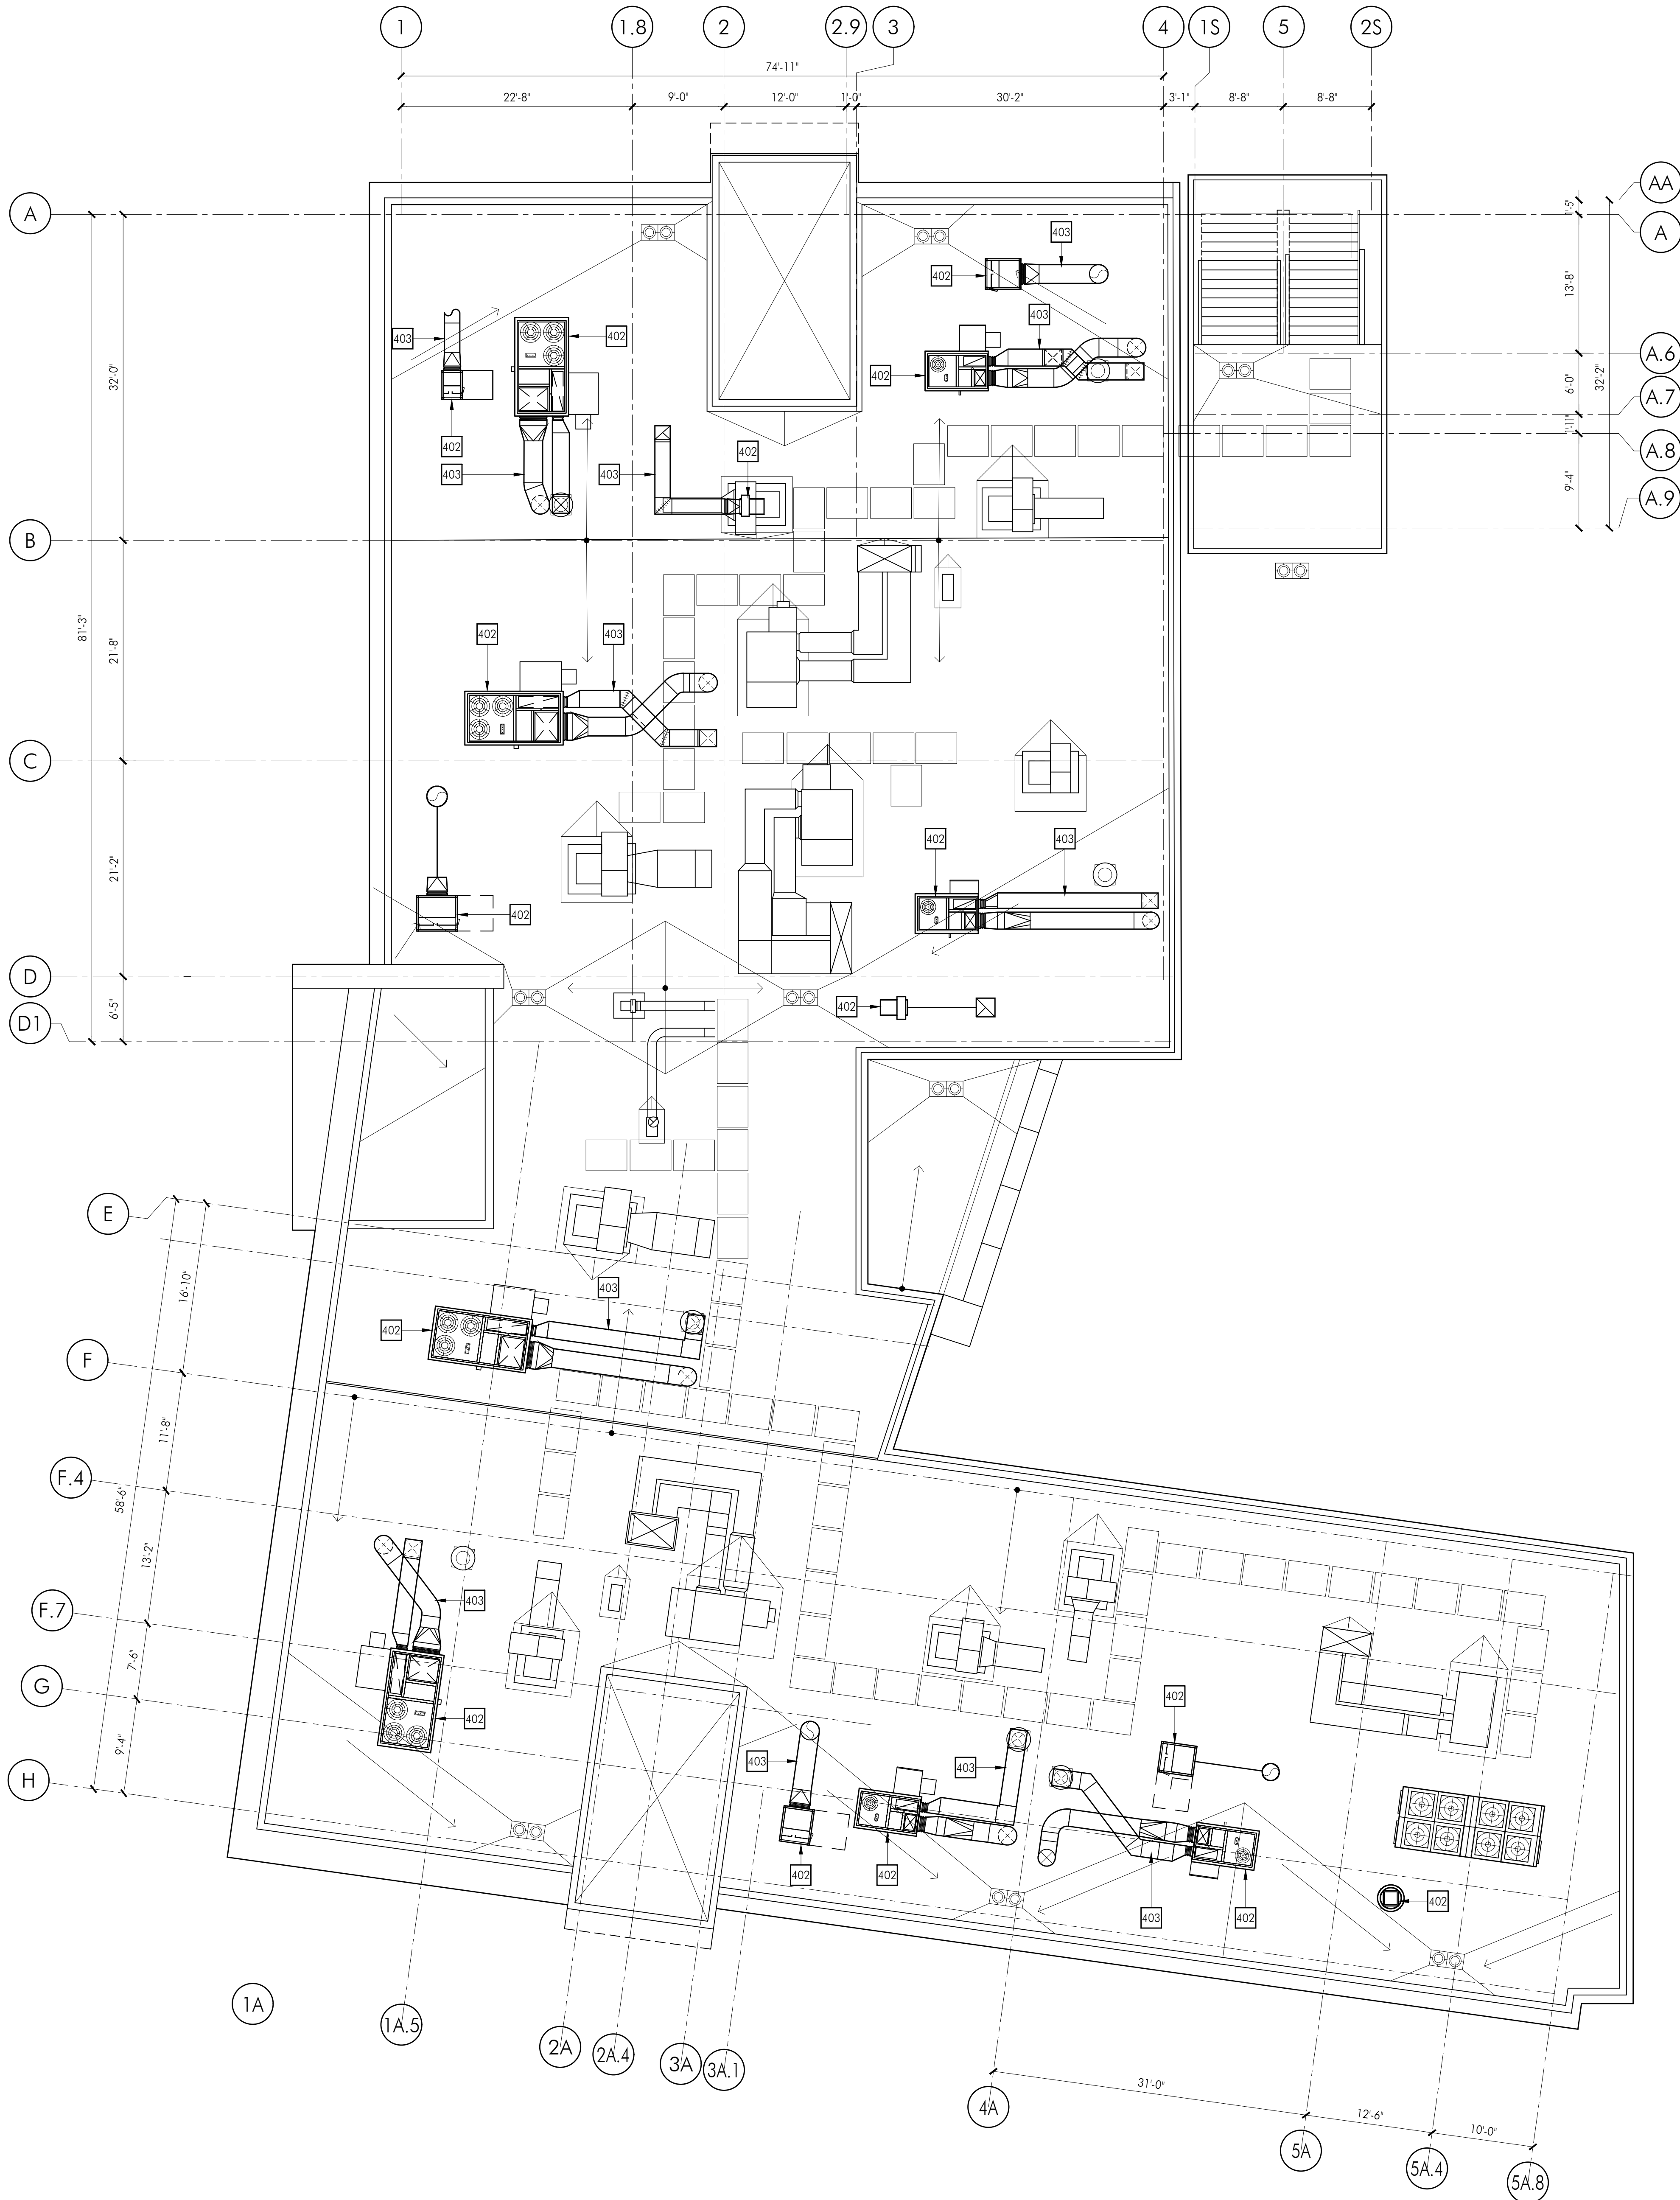 1 1.8 2 2.9 3 4 1S 5 2S
74'-11"
22'-8" 9'-0" 12'-0" 1'-0" 30'-2" 3'-1" 8'-8" 8'-8"
AA
A
1'-5"
A
403
402
13'-8"
403
403
402
402
A.6
32'-0"
6'-0"
32'-2"
A.7
1'-11"
402
402
A.8
403
403
9'-4"
A.9
B
81'-3"
21'-8"
402
403
C
402
403
21'-2"
402
D
402
D1
6'-5"
E
16'-10"
403
402
F
11'-8"
F.4
58'-6"
13'-2"
403
F.7
7'-6"
G
402
402
9'-4"
403
403
H
402
402
402
403
402
1A
1A.5
2A
2A.4
3A
3A.1
31'-0"
4A
12'-6"
10'-0"
5A
5A.4
5A.8